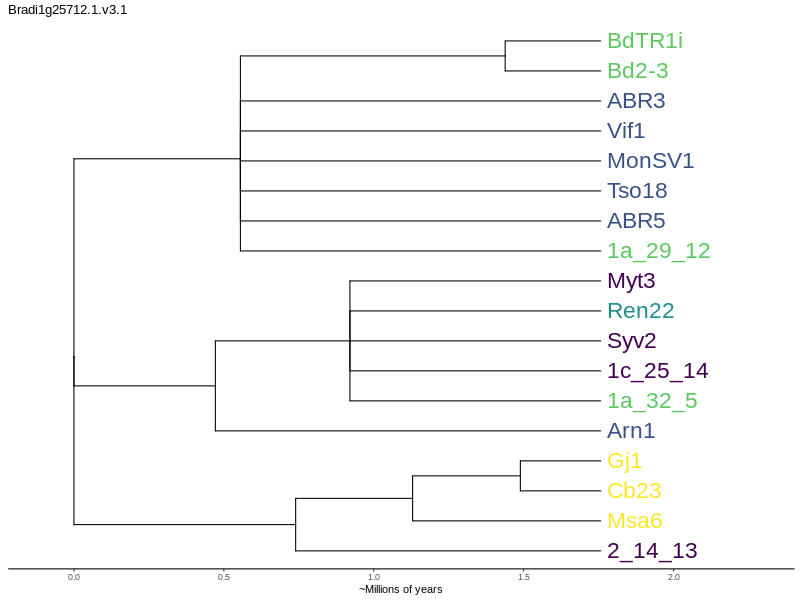 Bradi1g25712.1.v3.1
BdTR1i
Bd2-3
ABR3
Vif1
MonSV1
Tso18
ABR5
1a_29_12
Myt3
Ren22
Syv2
1c_25_14
1a_32_5
Arn1
Gj1
Cb23
Msa6
2_14_13
0.0 0.5 1.0 1.5 2.0
~Millions of years